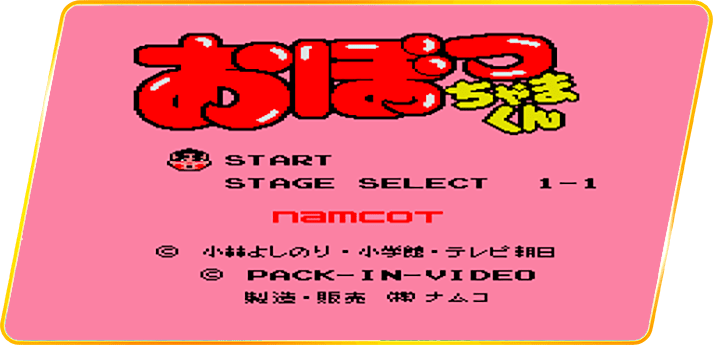 おぼっ
ちゃま
くん
START
STAGE SELECT 1-1
namcot
© 小林よしのり・小学館・テレビ朝日
© PACK-IN-VIDEO
製造・販売 ㈱ナムコ